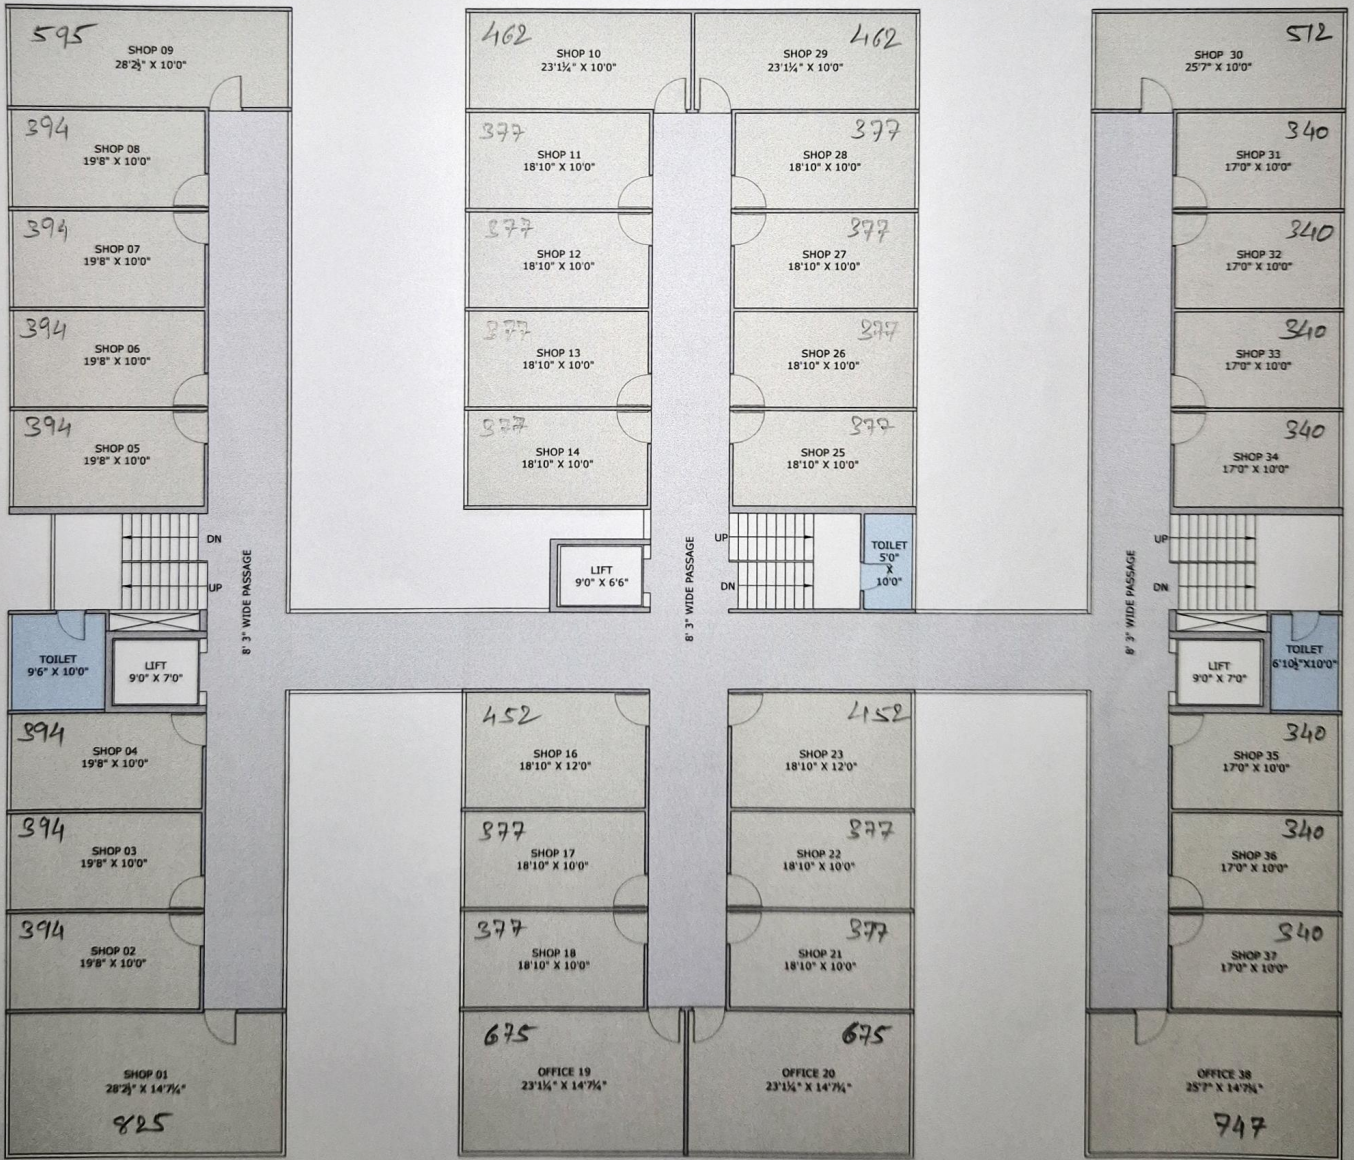 595
SHOP 09
28'2½" X 10'0"
394
SHOP 08
19'8" X 10'0"
394
SHOP 07
19'8" X 10'0"
394
SHOP 06
19'8" X 10'0"
394
SHOP 05
19'8" X 10'0"
DN
UP
8' 3" WIDE PASSAGE
TOILET
9'6" X 10'0"
LIFT
9'0" X 7'0"
394
SHOP 04
19'8" X 10'0"
394
SHOP 03
19'8" X 10'0"
394
SHOP 02
19'8" X 10'0"
SHOP 01
28'2½" X 14'7¼"
825
462
SHOP 10
23'1¼" X 10'0"
377
SHOP 11
18'10" X 10'0"
377
SHOP 12
18'10" X 10'0"
377
SHOP 13
18'10" X 10'0"
377
SHOP 14
18'10" X 10'0"
LIFT
9'0" X 6'6"
8' 3" WIDE PASSAGE
452
SHOP 16
18'10" X 12'0"
377
SHOP 17
18'10" X 10'0"
377
SHOP 18
18'10" X 10'0"
675
OFFICE 19
23'1¼" X 14'7¼"
462
SHOP 29
23'1¼" X 10'0"
377
SHOP 28
18'10" X 10'0"
377
SHOP 27
18'10" X 10'0"
377
SHOP 26
18'10" X 10'0"
377
SHOP 25
18'10" X 10'0"
UP
DN
TOILET
5'0"
X
10'0"
452
SHOP 23
18'10" X 12'0"
377
SHOP 22
18'10" X 10'0"
377
SHOP 21
18'10" X 10'0"
675
OFFICE 20
23'1¼" X 14'7¼"
512
SHOP 30
25'7" X 10'0"
340
SHOP 31
17'0" X 10'0"
340
SHOP 32
17'0" X 10'0"
340
SHOP 33
17'0" X 10'0"
340
SHOP 34
17'0" X 10'0"
UP
DN
8' 3" WIDE PASSAGE
LIFT
9'0" X 7'0"
TOILET
6'10½"X10'0"
340
SHOP 35
17'0" X 10'0"
340
SHOP 36
17'0" X 10'0"
340
SHOP 37
17'0" X 10'0"
OFFICE 38
25'7" X 14'7¼"
747